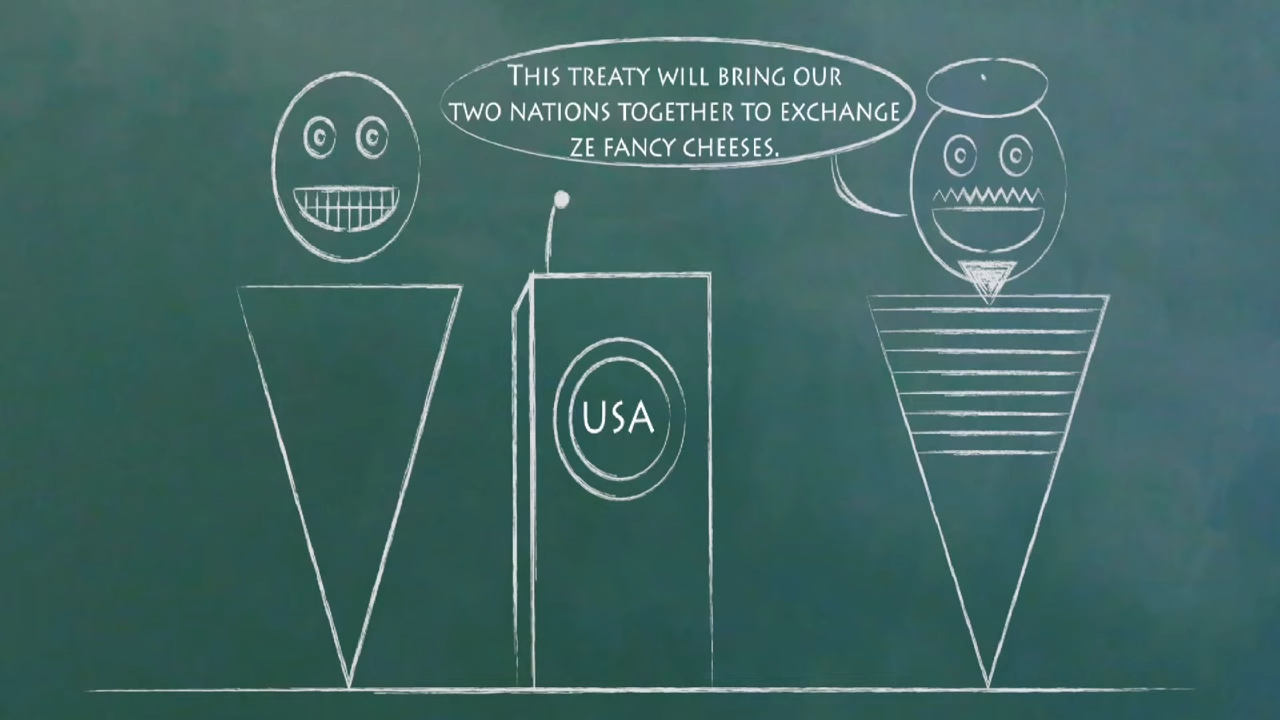 THIS TREATY WILL BRING OUR
TWO NATIONS TOGETHER TO EXCHANGE
ZE FANCY CHEESES.
USA